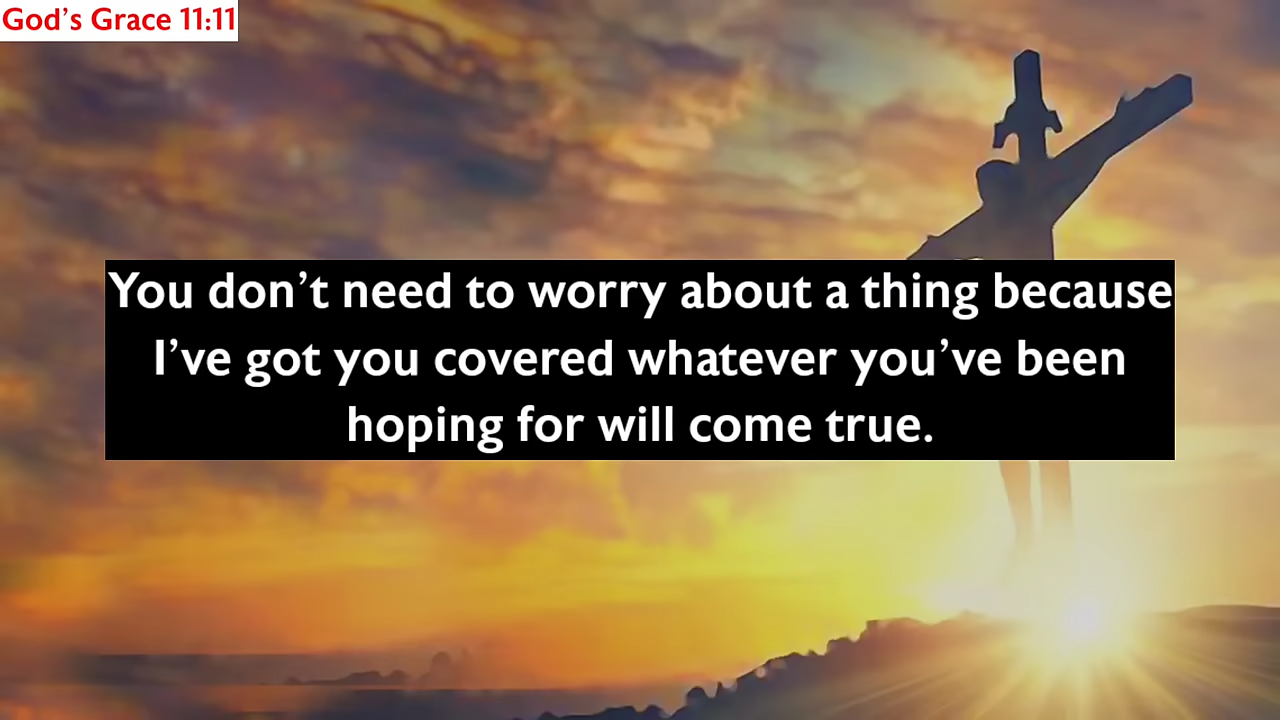 God’s Grace 11:11
You don’t need to worry about a thing because
I’ve got you covered whatever you’ve been
hoping for will come true.